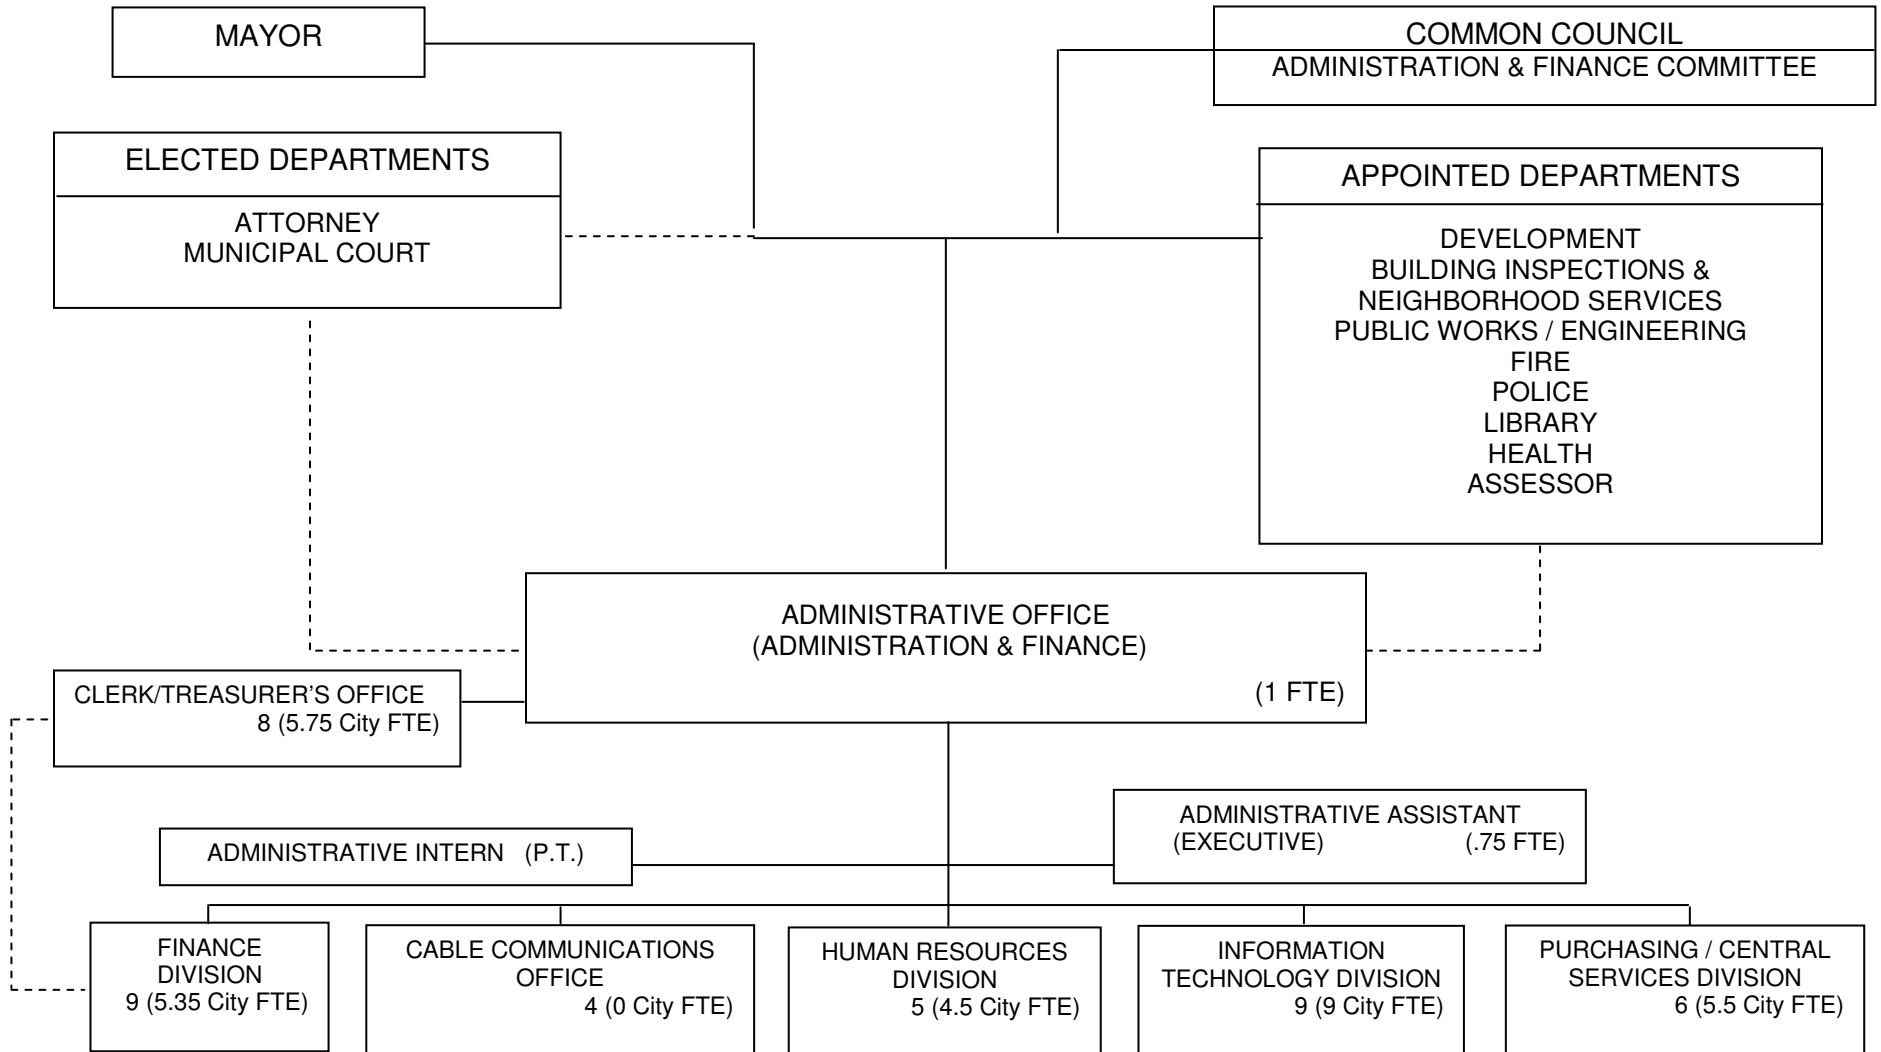 MAYOR
COMMON COUNCIL
ADMINISTRATION & FINANCE COMMITTEE
ELECTED DEPARTMENTS
ATTORNEY
MUNICIPAL COURT
APPOINTED DEPARTMENTS
DEVELOPMENT
BUILDING INSPECTIONS &
NEIGHBORHOOD SERVICES
PUBLIC WORKS / ENGINEERING
FIRE
POLICE
LIBRARY
HEALTH
ASSESSOR
ADMINISTRATIVE OFFICE
(ADMINISTRATION & FINANCE)
(1 FTE)
CLERK/TREASURER'S OFFICE
8 (5.75 City FTE)
ADMINISTRATIVE ASSISTANT
(EXECUTIVE) (.75 FTE)
ADMINISTRATIVE INTERN (P.T.)
FINANCE
DIVISION
9 (5.35 City FTE)
CABLE COMMUNICATIONS
OFFICE
4 (0 City FTE)
HUMAN RESOURCES
DIVISION
5 (4.5 City FTE)
INFORMATION
TECHNOLOGY DIVISION
9 (9 City FTE)
PURCHASING / CENTRAL
SERVICES DIVISION
6 (5.5 City FTE)